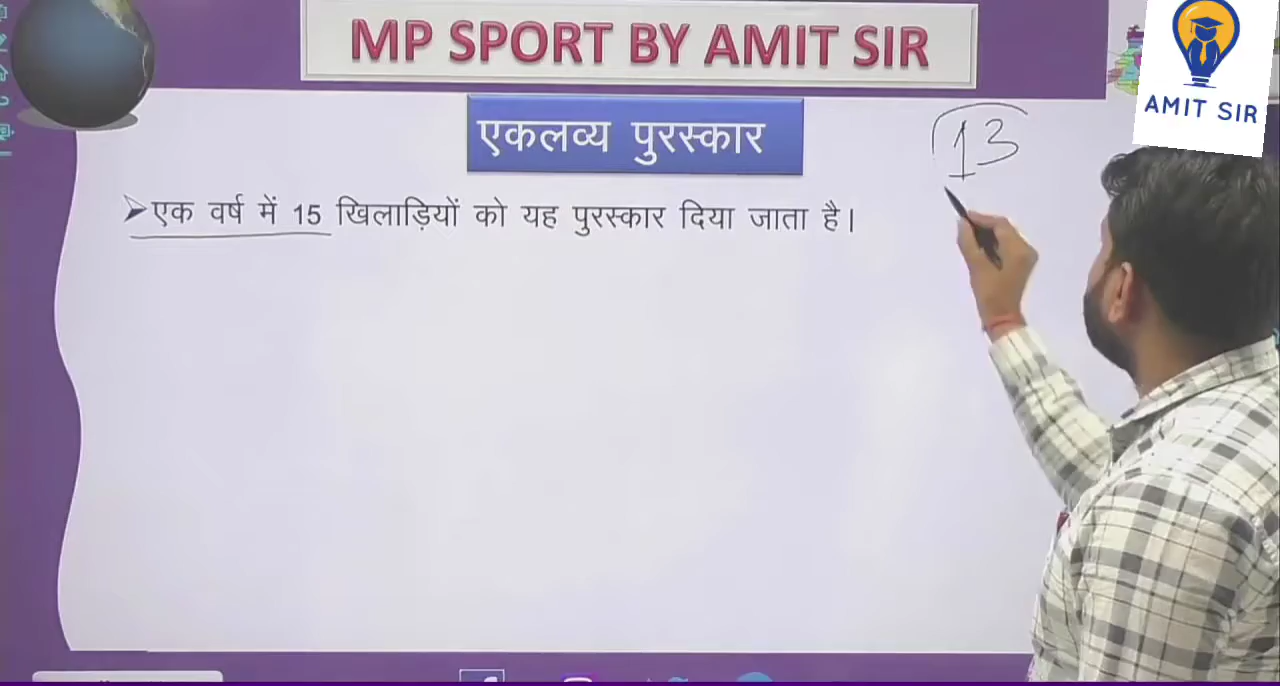 MP SPORT BY AMIT SIR
AMIT SIR
एकलव्य पुरस्कार
13
➢एक वर्ष में 15 खिलाड़ियों को यह पुरस्कार दिया जाता है।